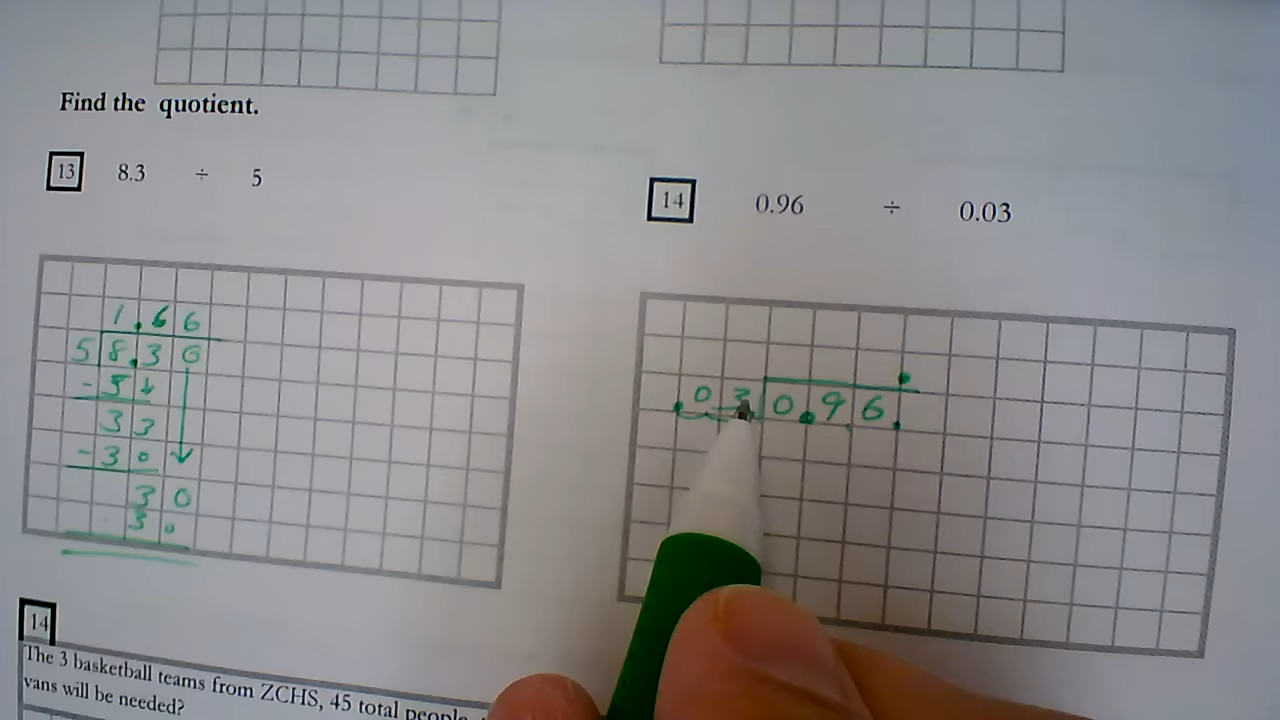 Find the quotient.
13 8.3 ÷ 5
1.66
5 8.30
-5
33
-30
30
30
14 0.96 ÷ 0.03
.
.03 0.96.
14
The 3 basketball teams from ZCHS, 45 total people
vans will be needed?